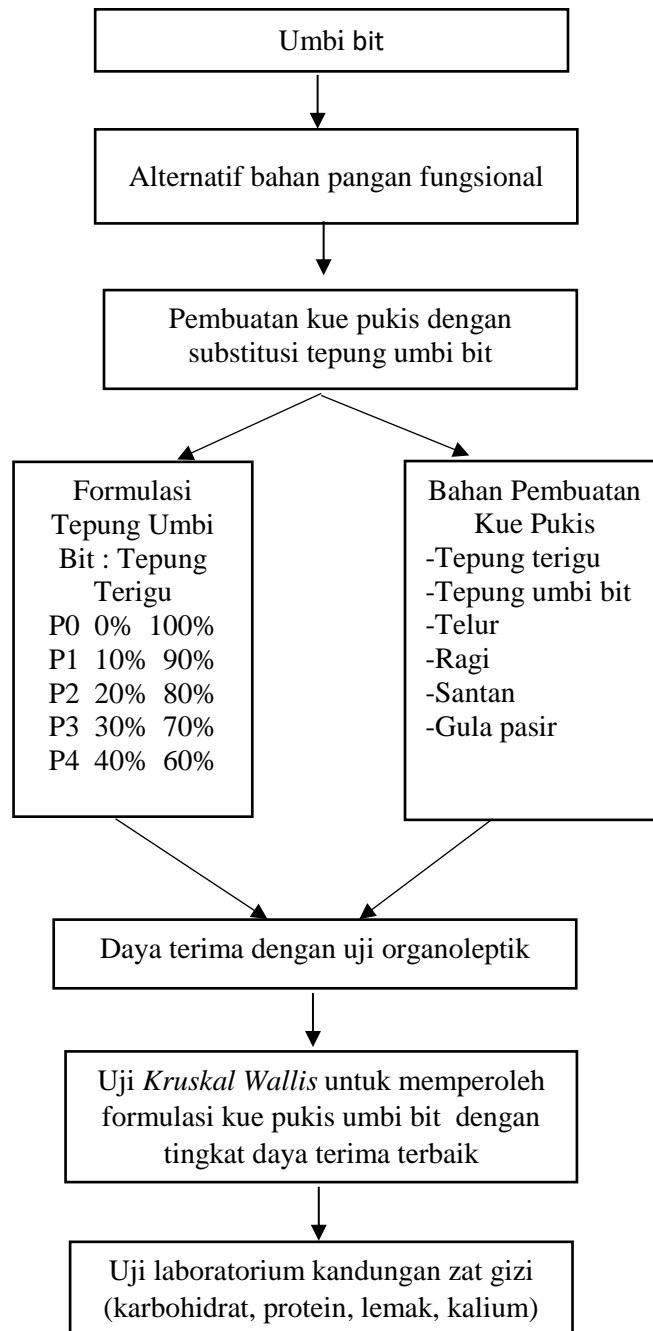 Umbi bit
Alternatif bahan pangan fungsional
Pembuatan kue pukis dengan
substitusi tepung umbi bit
Formulasi
Tepung Umbi
Bit : Tepung
Terigu
P0 0% 100%
P1 10% 90%
P2 20% 80%
P3 30% 70%
P4 40% 60%
Bahan Pembuatan
Kue Pukis
-Tepung terigu
-Tepung umbi bit
-Telur
-Ragi
-Santan
-Gula pasir
Daya terima dengan uji organoleptik
Uji Kruskal Wallis untuk memperoleh
formulasi kue pukis umbi bit dengan
tingkat daya terima terbaik
Uji laboratorium kandungan zat gizi
(karbohidrat, protein, lemak, kalium)